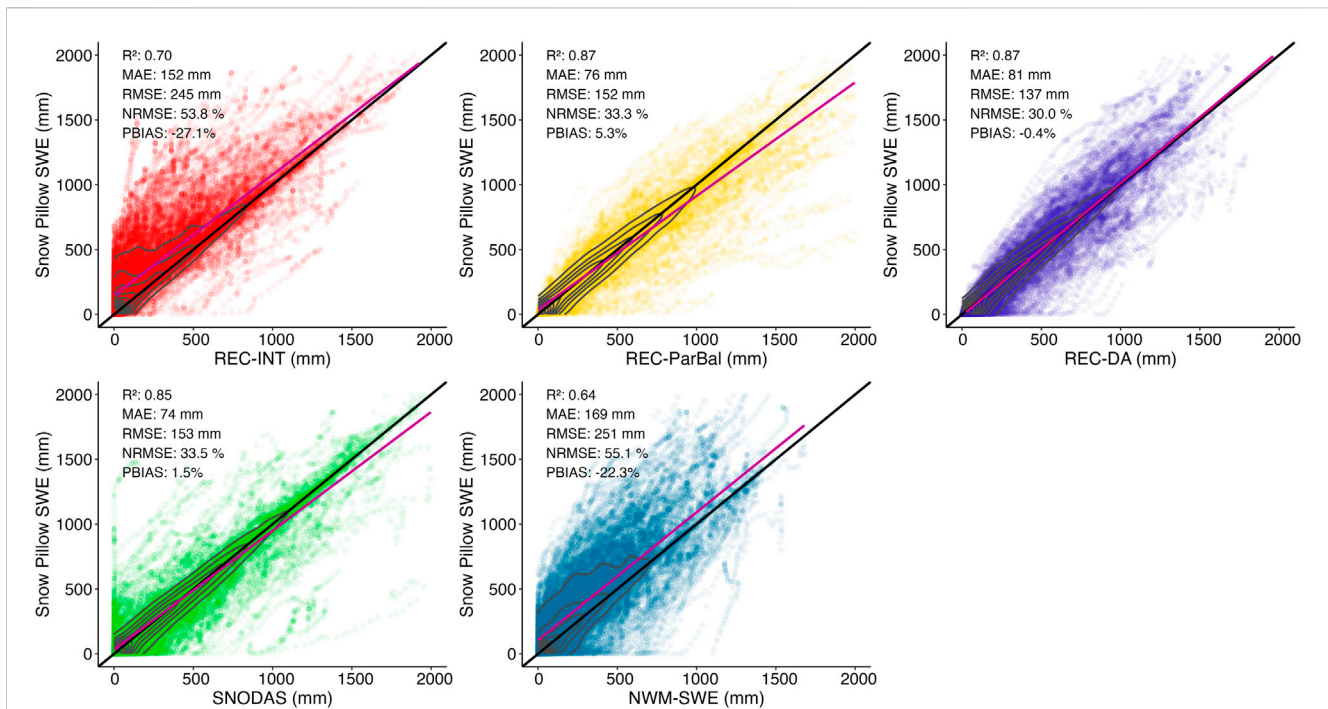 R²: 0.70
MAE: 152 mm
RMSE: 245 mm
NRMSE: 53.8 %
PBIAS: -27.1%
Snow Pillow SWE (mm)
2000
1500
1000
500
0
0 500 1000 1500 2000
REC-INT (mm)
R²: 0.87
MAE: 76 mm
RMSE: 152 mm
NRMSE: 33.3 %
PBIAS: 5.3%
Snow Pillow SWE (mm)
2000
1500
1000
500
0
0 500 1000 1500 2000
REC-ParBal (mm)
R²: 0.87
MAE: 81 mm
RMSE: 137 mm
NRMSE: 30.0 %
PBIAS: -0.4%
Snow Pillow SWE (mm)
2000
1500
1000
500
0
0 500 1000 1500 2000
REC-DA (mm)
R²: 0.85
MAE: 74 mm
RMSE: 153 mm
NRMSE: 33.5 %
PBIAS: 1.5%
Snow Pillow SWE (mm)
2000
1500
1000
500
0
0 500 1000 1500 2000
SNODAS (mm)
R²: 0.64
MAE: 169 mm
RMSE: 251 mm
NRMSE: 55.1 %
PBIAS: -22.3%
Snow Pillow SWE (mm)
2000
1500
1000
500
0
0 500 1000 1500 2000
NWM-SWE (mm)